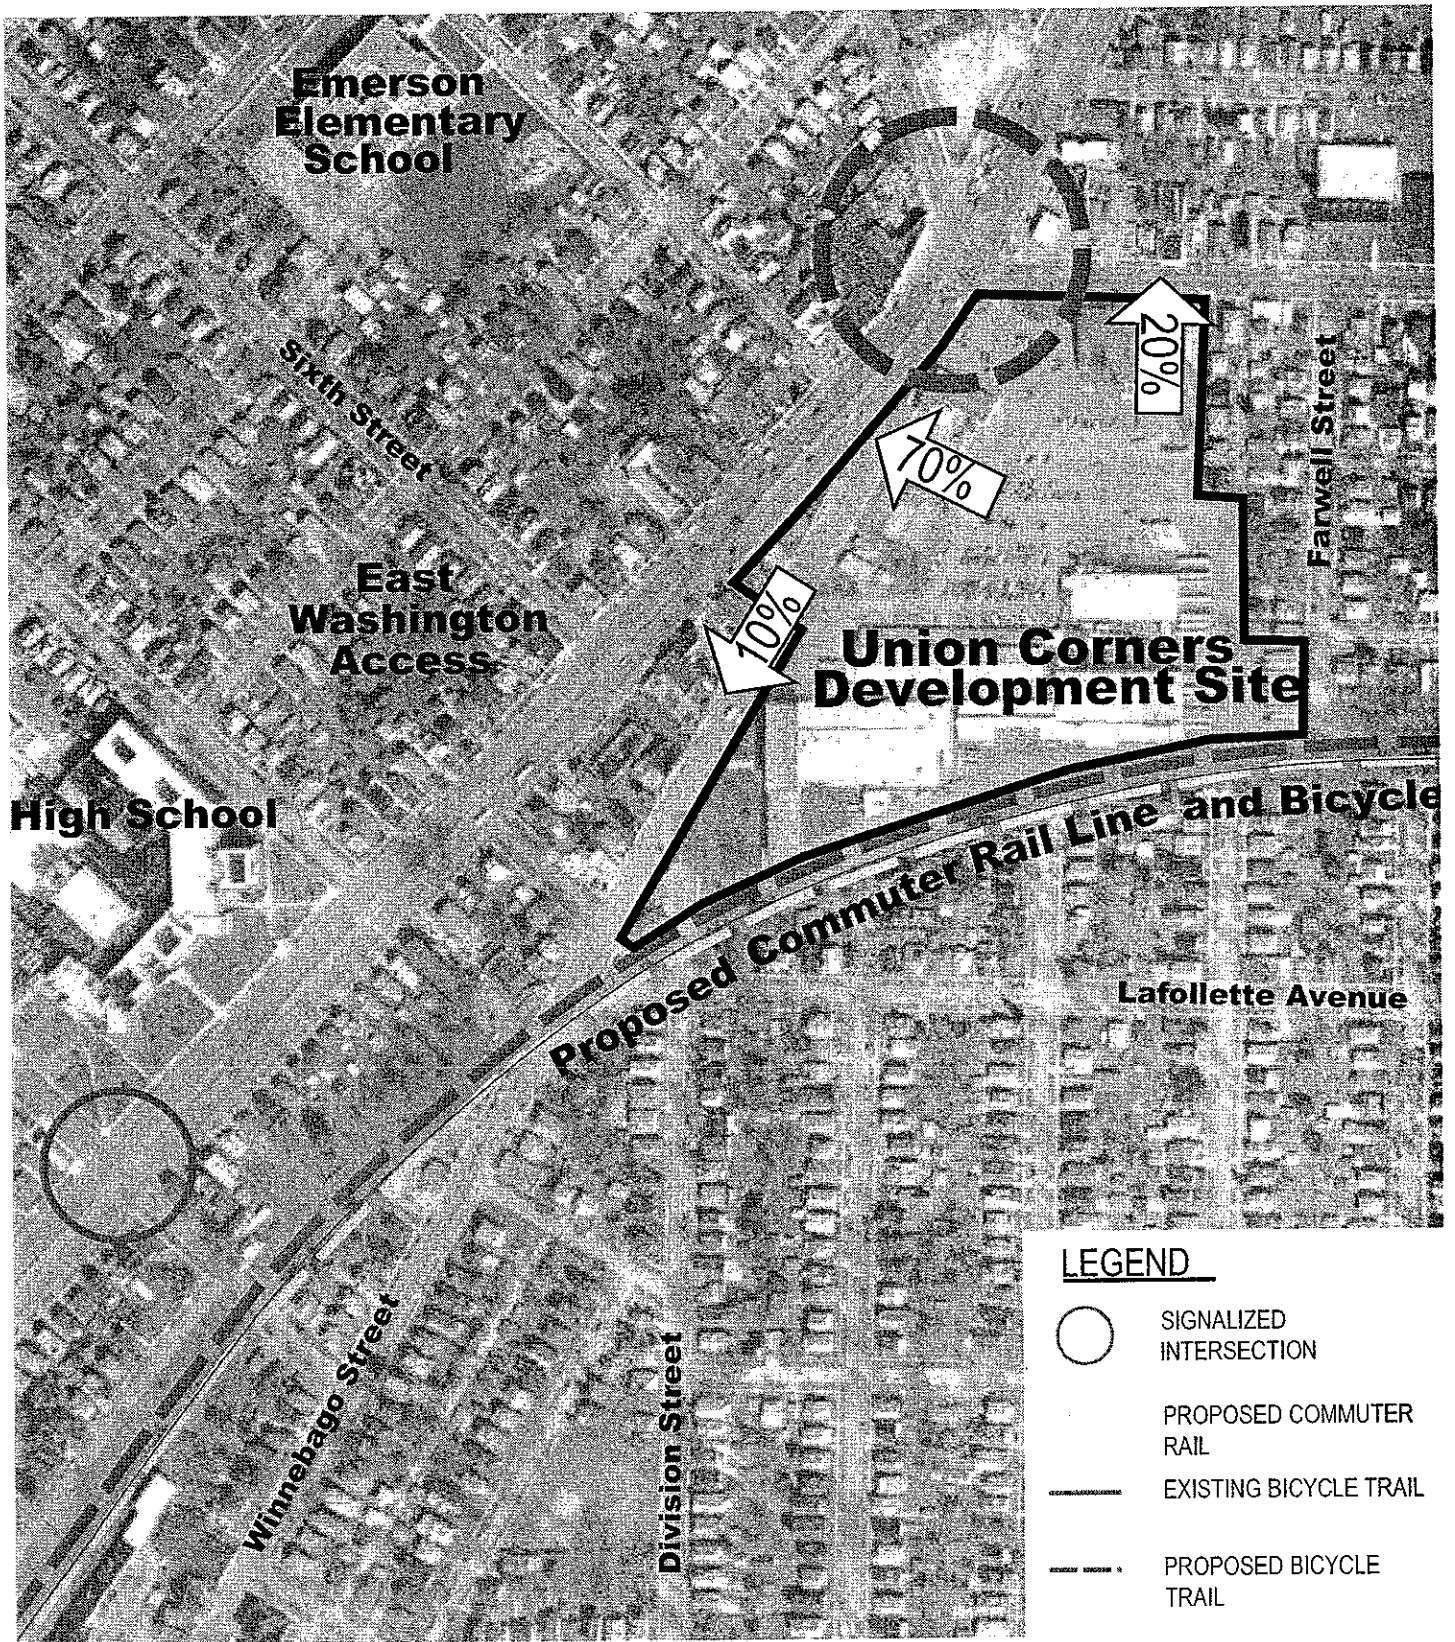 Emerson
Elementary
School
Sixth Street
20%
Farwell Street
70%
East
Washington
Access
10%
Union Corners
Development Site
High School
Proposed Commuter Rail Line and Bicycle
Lafollette Avenue
Winnebago Street
Division Street
LEGEND
SIGNALIZED
INTERSECTION
PROPOSED COMMUTER
RAIL
EXISTING BICYCLE TRAIL
PROPOSED BICYCLE
TRAIL